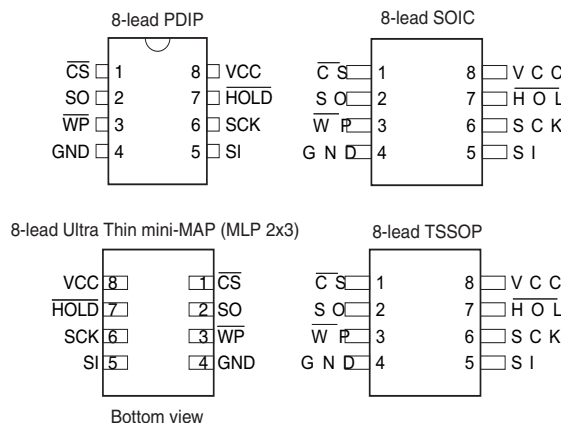 8-lead PDIP
CS 1 8 VCC
SO 2 7 HOLD
WP 3 6 SCK
GND 4 5 SI
8-lead SOIC
CS 1 8 VCC
SO 2 7 HOL
WP 3 6 SCK
GND 4 5 SI
8-lead Ultra Thin mini-MAP (MLP 2x3)
VCC 8 1 CS
HOLD 7 2 SO
SCK 6 3 WP
SI 5 4 GND
Bottom view
8-lead TSSOP
CS 1 8 VCC
SO 2 7 HOL
WP 3 6 SCK
GND 4 5 SI